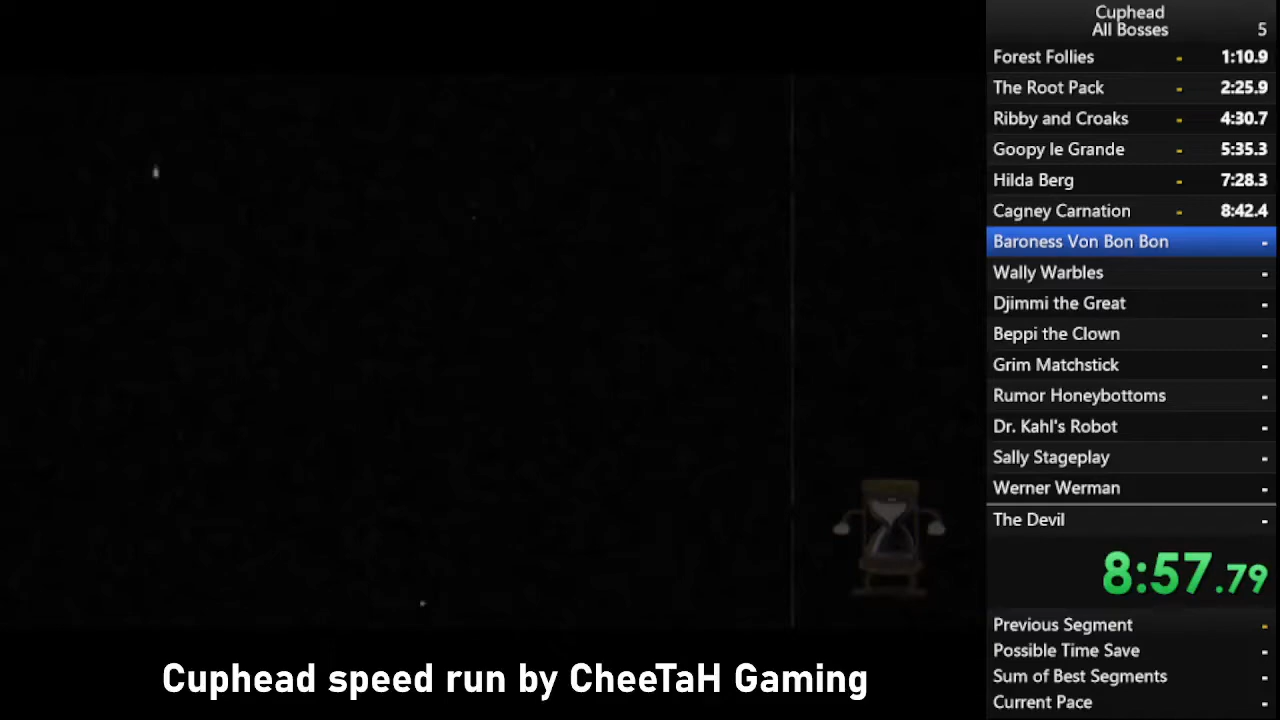 Cuphead
All Bosses 5
Forest Follies - 1:10.9
The Root Pack - 2:25.9
Ribby and Croaks - 4:30.7
Goopy le Grande - 5:35.3
Hilda Berg - 7:28.3
Cagney Carnation - 8:42.4
Baroness Von Bon Bon -
Wally Warbles -
Djimmi the Great -
Beppi the Clown -
Grim Matchstick -
Rumor Honeybottoms -
Dr. Kahl's Robot -
Sally Stageplay -
Werner Werman -
The Devil -
8:57.79
Previous Segment -
Possible Time Save -
Sum of Best Segments -
Current Pace -
Cuphead speed run by CheeTaH Gaming